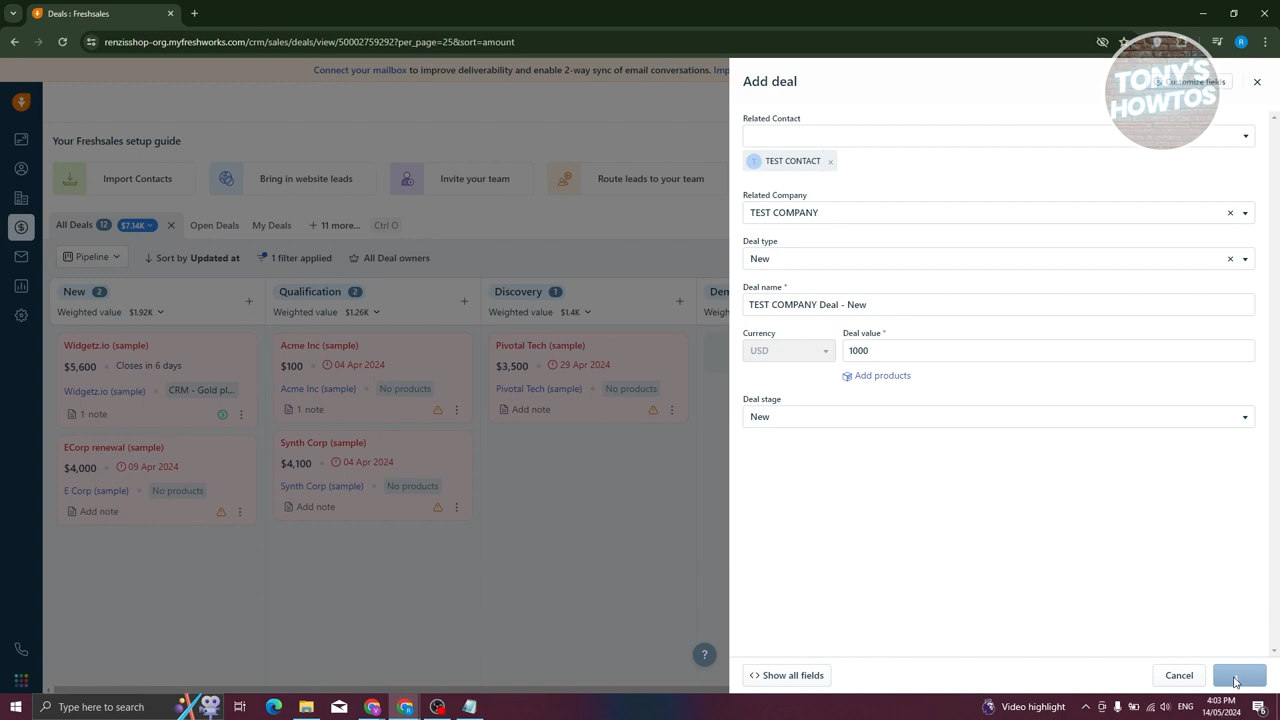 Deals | Freshsales
renzisshop-org.myfreshworks.com/crm/sales/deals/view/50002759292?per_page=25&sort=amount
R
Connect your mailbox to improve deliverability and enable 2-way sync of email conversations. Imp
Add deal
Customize fields
TONY'S
HOWTOS
Related Contact
T TEST CONTACT
Related Company
TEST COMPANY
Deal type
New
Deal name *
TEST COMPANY Deal - New
Currency
Deal value *
USD
1000
Add products
Deal stage
New
Show all fields
Cancel
Your Freshsales setup guide
Import Contacts
Bring in website leads
Invite your team
Route leads to your team
All Deals 12 $7.14K
Open Deals
My Deals
+ 11 more...
Ctrl O
Pipeline
Sort by Updated at
1 filter applied
All Deal owners
New 2
Weighted value $1.92K
Widgetz.io (sample)
$5,600 Closes in 6 days
Widgetz.io (sample) CRM - Gold pl...
1 note
ECorp renewal (sample)
$4,000 09 Apr 2024
E Corp (sample) No products
Add note
Qualification 2
Weighted value $1.26K
Acme Inc (sample)
$100 04 Apr 2024
Acme Inc (sample) No products
1 note
Synth Corp (sample)
$4,100 04 Apr 2024
Synth Corp (sample) No products
Add note
Discovery 1
Weighted value $1.4K
Pivotal Tech (sample)
$3,500 29 Apr 2024
Pivotal Tech (sample) No products
Add note
Dem
Weighted
?
Type here to search
Video highlight
ENG
4:03 PM
14/05/2024
6